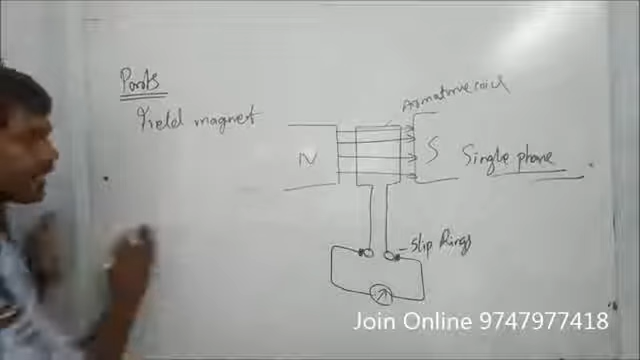 Parts
Field magnet
Armature coil
N
S
Single phase
Slip Rings
Join Online 9747977418